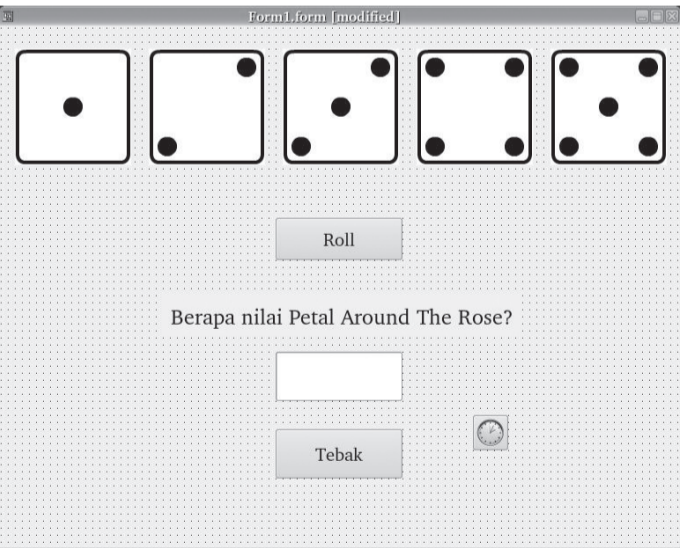 Form1.form [modified]
Roll
Berapa nilai Petal Around The Rose?
Tebak